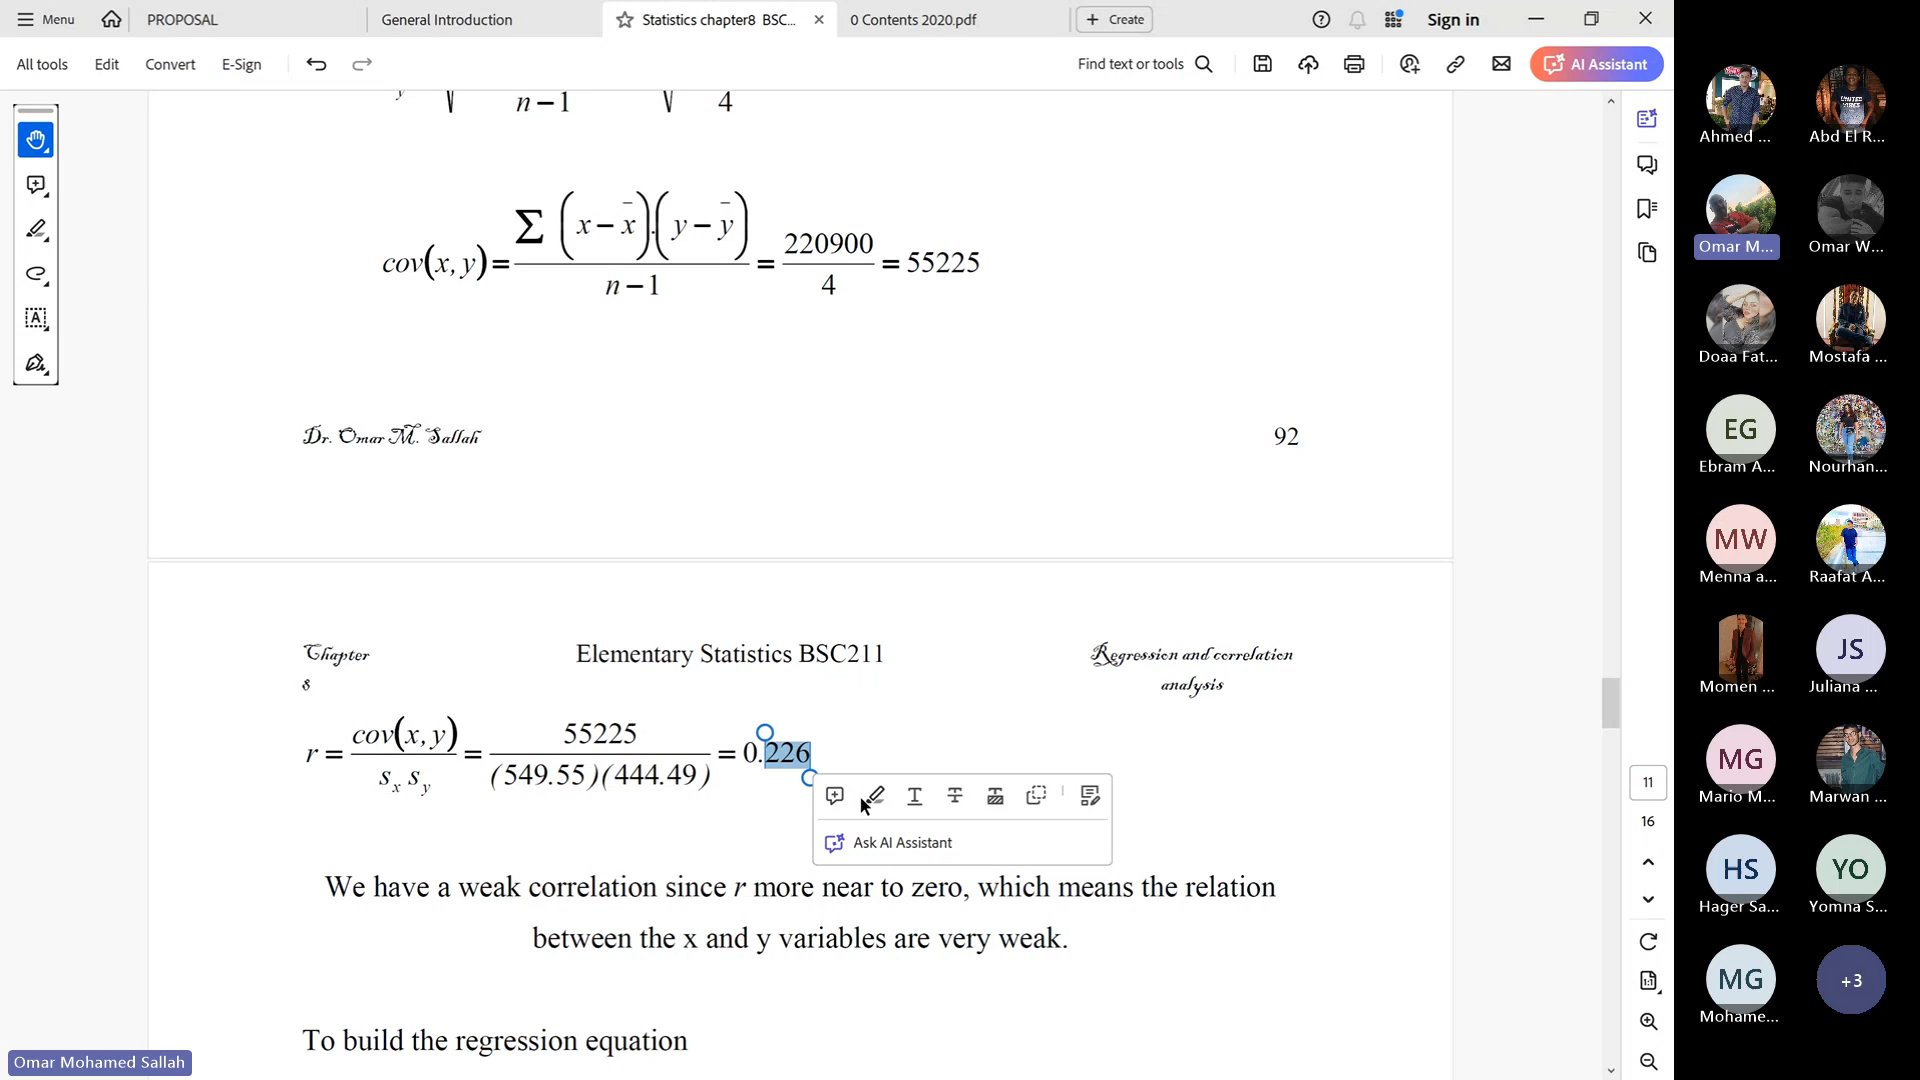 Menu
PROPOSAL
General Introduction
Statistics chapter8 BSC...
0 Contents 2020.pdf
Create
Sign in
All tools
Edit
Convert
E-Sign
Find text or tools
AI Assistant
y √ n−1 √ 4
cov(x, y) = ∑ (x − x̄).(y − ȳ) / n−1 = 220900 / 4 = 55225
Dr. Omar M. Sallah
92
Chapter
8
Elementary Statistics BSC211
Regression and correlation
analysis
r = cov(x, y) / sx sy = 55225 / (549.55)(444.49) = 0.226
Ask AI Assistant
We have a weak correlation since r more near to zero, which means the relation
between the x and y variables are very weak.
To build the regression equation
11
16
1:1
Omar Mohamed Sallah
Ahmed ...
Abd El R...
Omar M...
Omar W...
Doaa Fat...
Mostafa ...
EG
Ebram A...
Nourhan...
MW
Menna a...
Raafat A...
Momen ...
JS
Juliana ...
MG
Mario M...
Marwan ...
HS
Hager Sa...
YO
Yomna S...
MG
Mohame...
+3